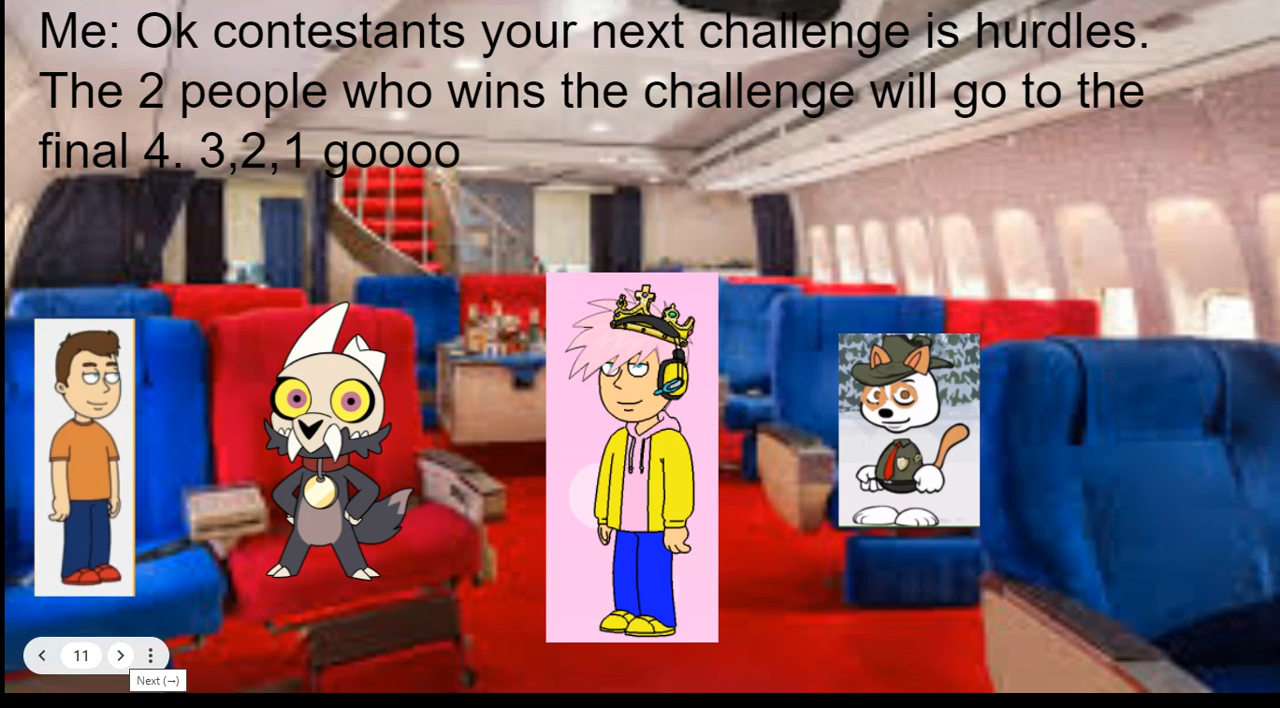 Me: Ok contestants your next challenge is hurdles.
The 2 people who wins the challenge will go to the
final 4. 3,2,1 goooo
11
Next (→)